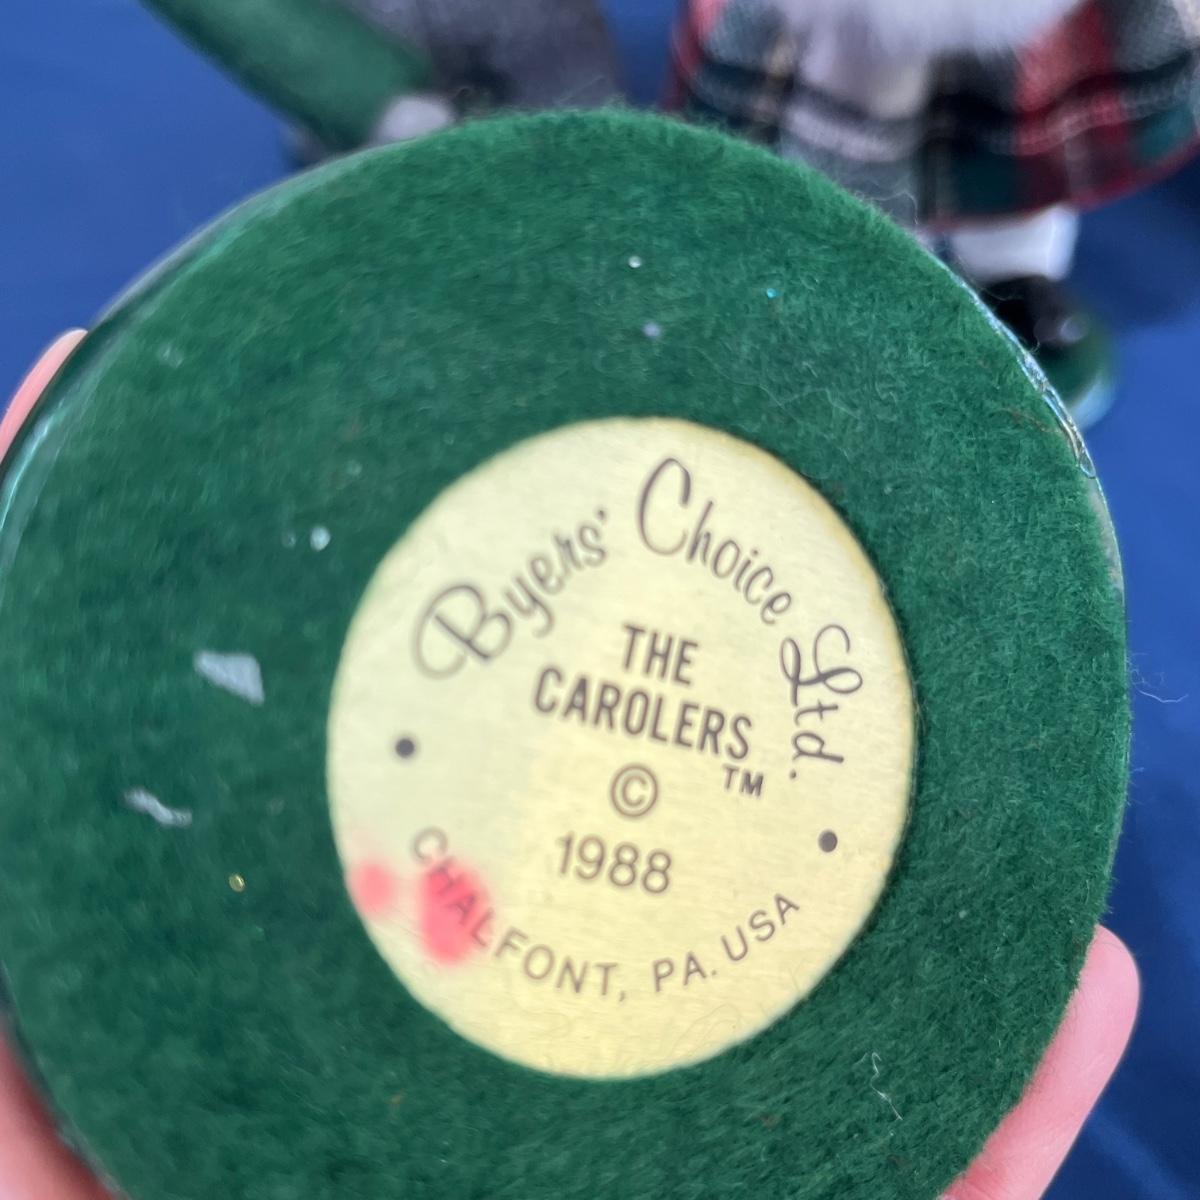 Byers' Choice Ltd.
THE
CAROLERS
TM
©
1988
CHALFONT, PA. USA